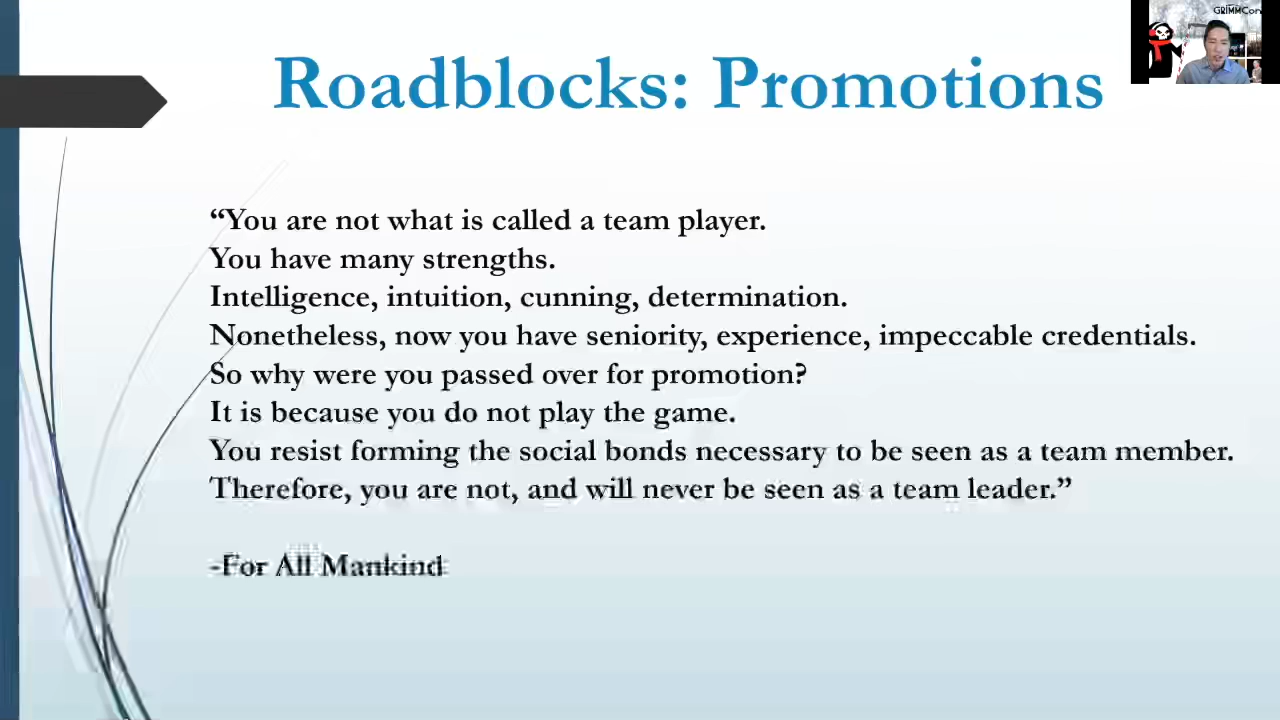 GRIMMCon
Roadblocks: Promotions
“You are not what is called a team player.
You have many strengths.
Intelligence, intuition, cunning, determination.
Nonetheless, now you have seniority, experience, impeccable credentials.
So why were you passed over for promotion?
It is because you do not play the game.
You resist forming the social bonds necessary to be seen as a team member.
Therefore, you are not, and will never be seen as a team leader.”
-For All Mankind